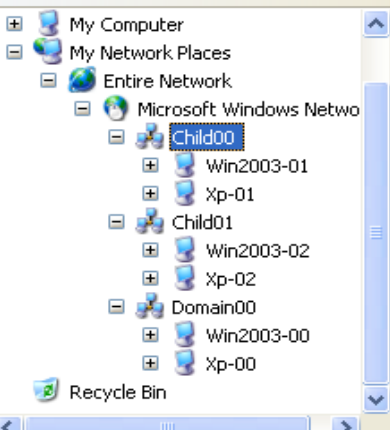 My Computer
My Network Places
Entire Network
Microsoft Windows Netwo
Child00
Win2003-01
Xp-01
Child01
Win2003-02
Xp-02
Domain00
Win2003-00
Xp-00
Recycle Bin